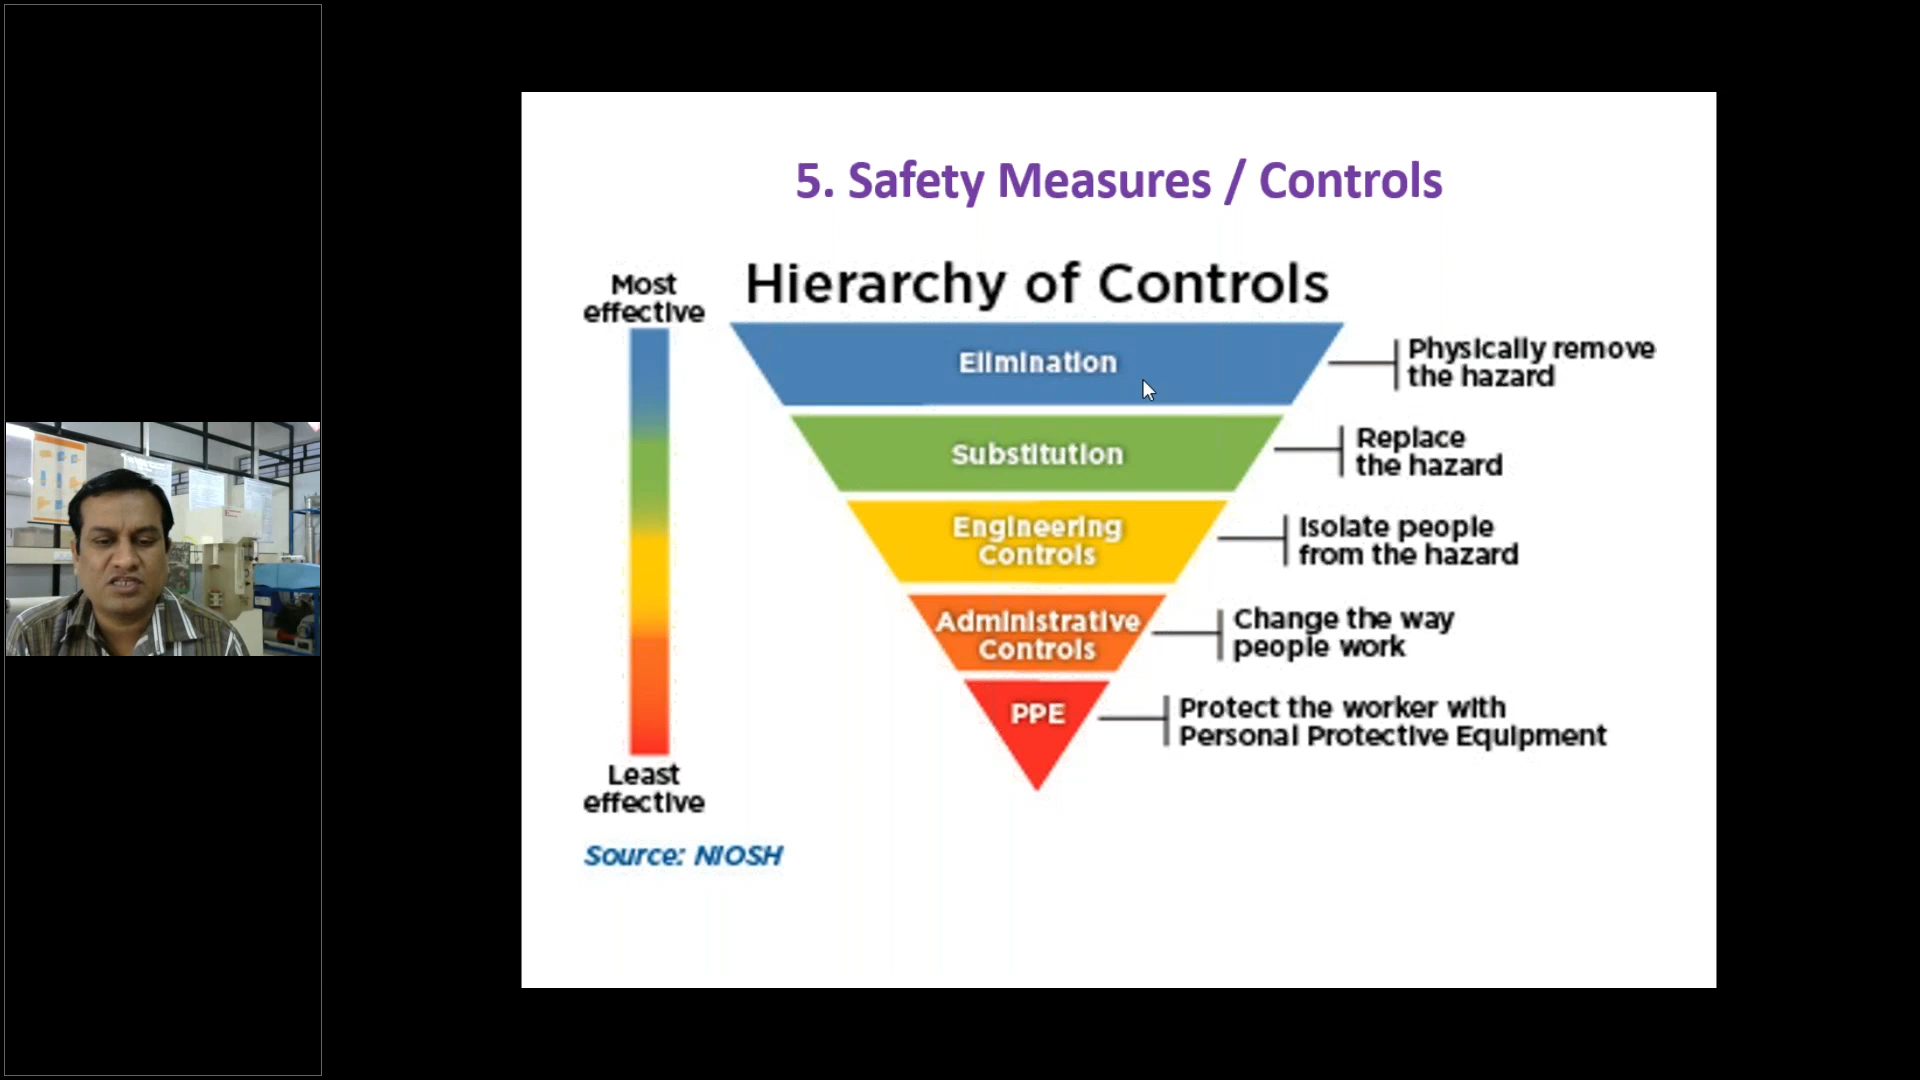 5. Safety Measures / Controls
Hierarchy of Controls
Most
effective
Elimination
Physically remove
the hazard
Substitution
Replace
the hazard
Engineering
Controls
Isolate people
from the hazard
Administrative
Controls
Change the way
people work
PPE
Protect the worker with
Personal Protective Equipment
Least
effective
Source: NIOSH